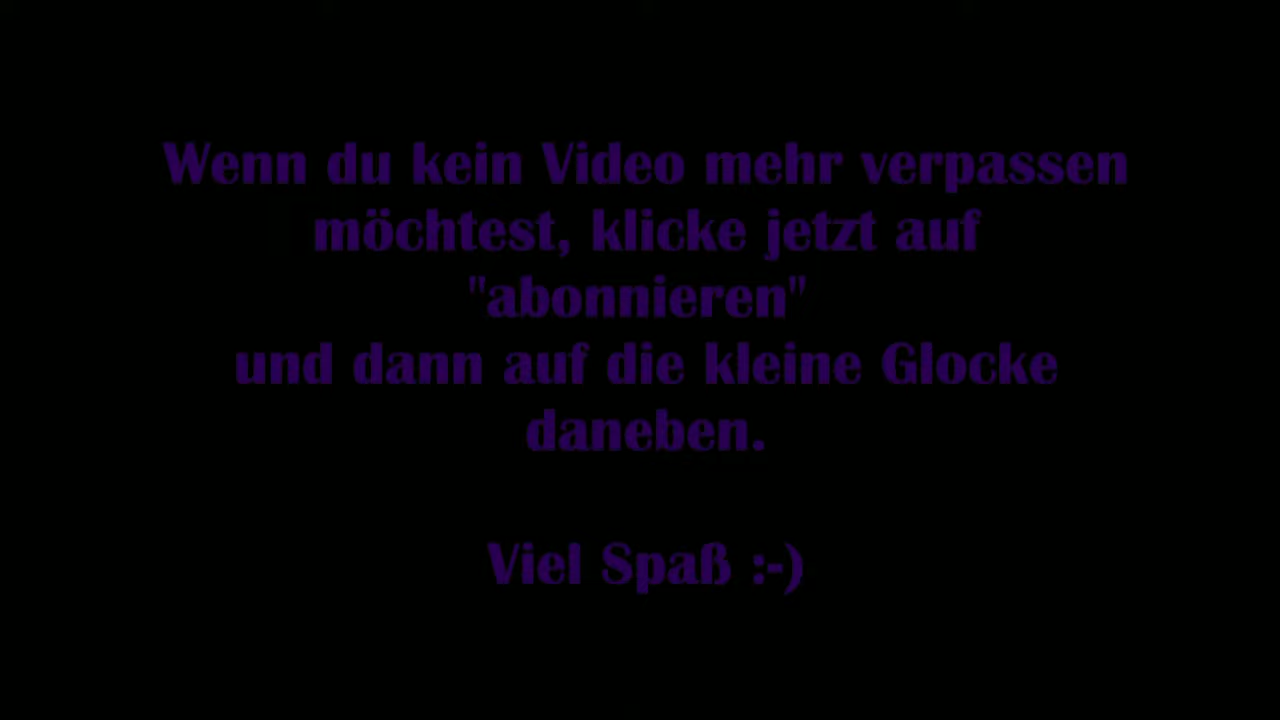 Wenn du kein Video mehr verpassen
möchtest, klicke jetzt auf
"abonnieren"
und dann auf die kleine Glocke
daneben.
Viel Spaß :-)